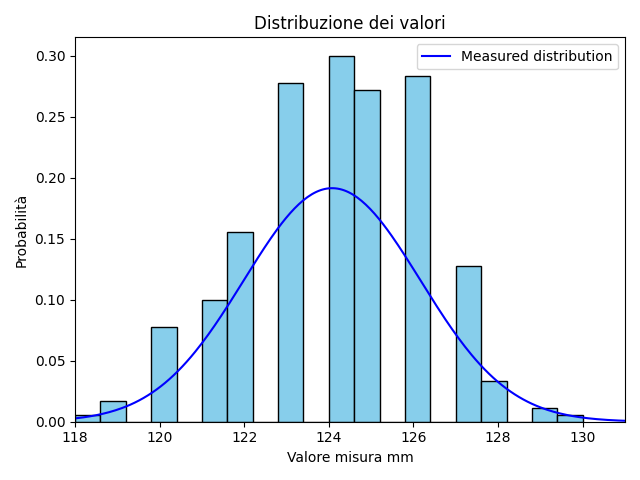 Distribuzione dei valori
Measured distribution
0.30
0.25
0.20
0.15
0.10
0.05
0.00
Probabilità
118 120 122 124 126 128 130
Valore misura mm